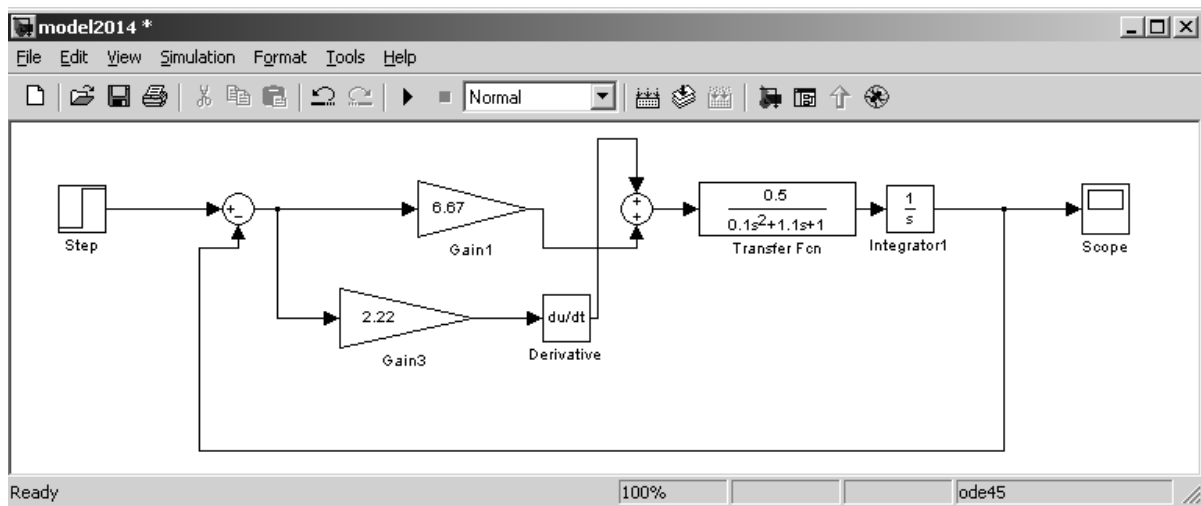 model2014 *
File Edit View Simulation Format Tools Help
Normal
+
-
Step
6.67
Gain1
+
+
0.5
0.1s²+1.1s+1
Transfer Fcn
1
s
Integrator1
Scope
2.22
Gain3
du/dt
Derivative
Ready 100% ode45